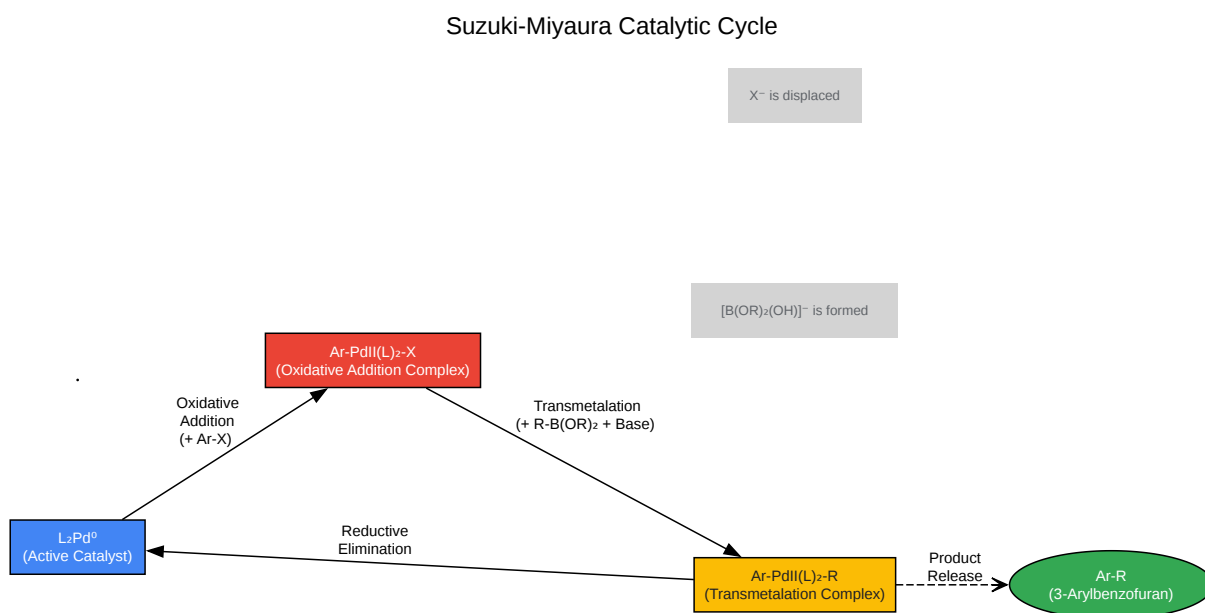 Suzuki-Miyaura Catalytic Cycle
X⁻ is displaced
[B(OR)₂(OH)]⁻ is formed
Ar-PdII(L)₂-X
(Oxidative Addition Complex)
Oxidative
Addition
(+ Ar-X)
Transmetalation
(+ R-B(OR)₂ + Base)
L₂Pd⁰
(Active Catalyst)
Reductive
Elimination
Ar-PdII(L)₂-R
(Transmetalation Complex)
Product
Release
Ar-R
(3-Arylbenzofuran)